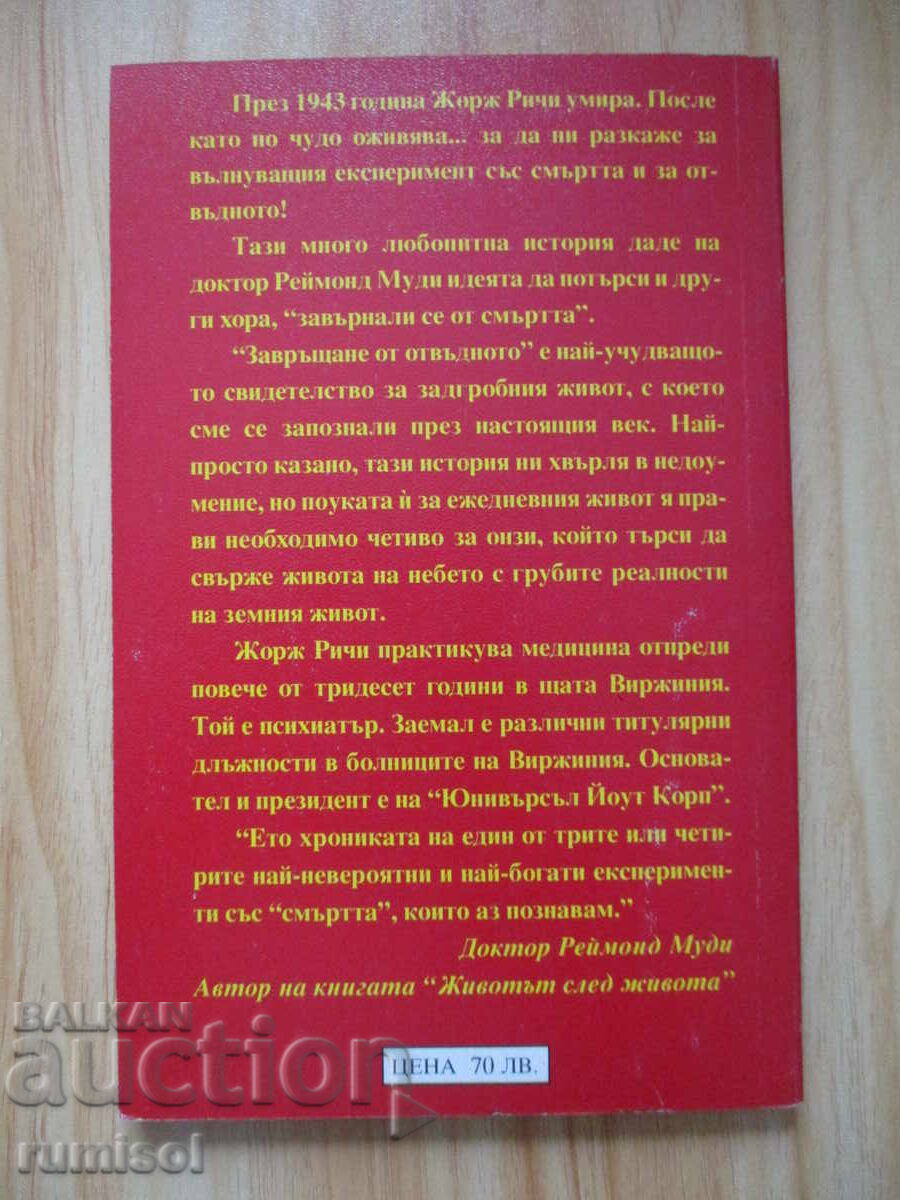 През 1943 година Жорж Ричи умира. После
като по чудо оживява... за да ни разкаже за
вълнуващия експеримент със смъртта и за от-
въдното!
Тази много любопитна история даде на
доктор Реймонд Муди идеята да потърси и дру-
ги хора, “завърнали се от смъртта”.
“Завръщане от отвъдното” е най-учудващо-
то свидетелство за задгробния живот, с което
сме се запознали през настоящия век. Най-
просто казано, тази история ни хвърля в недоу-
мение, но поуката ѝ за ежедневния живот я пра-
ви необходимо четиво за онзи, който търси да
свърже живота на небето с грубите реалности
на земния живот.
Жорж Ричи практикува медицина отпреди
повече от тридесет години в щата Виржиния.
Той е психиатър. Заемал е различни титулярни
длъжности в болниците на Виржиния. Основа-
тел и президент е на “Юнивърсъл Йоут Корп”.
“Ето хрониката на един от трите или чети-
рите най-невероятни и най-богати експеримен-
ти със “смъртта”, които аз познавам.”
Доктор Реймонд Муди
Автор на книгата “Животът след живота”
ЦЕНА 70 ЛВ.
BALKAN
auction
rumisol